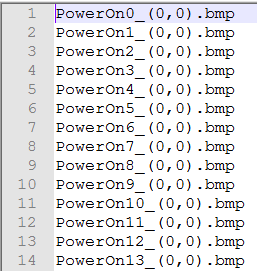 1 PowerOn0_(0,0).bmp
2 PowerOn1_(0,0).bmp
3 PowerOn2_(0,0).bmp
4 PowerOn3_(0,0).bmp
5 PowerOn4_(0,0).bmp
6 PowerOn5_(0,0).bmp
7 PowerOn6_(0,0).bmp
8 PowerOn7_(0,0).bmp
9 PowerOn8_(0,0).bmp
10 PowerOn9_(0,0).bmp
11 PowerOn10_(0,0).bmp
12 PowerOn11_(0,0).bmp
13 PowerOn12_(0,0).bmp
14 PowerOn13_(0,0).bmp